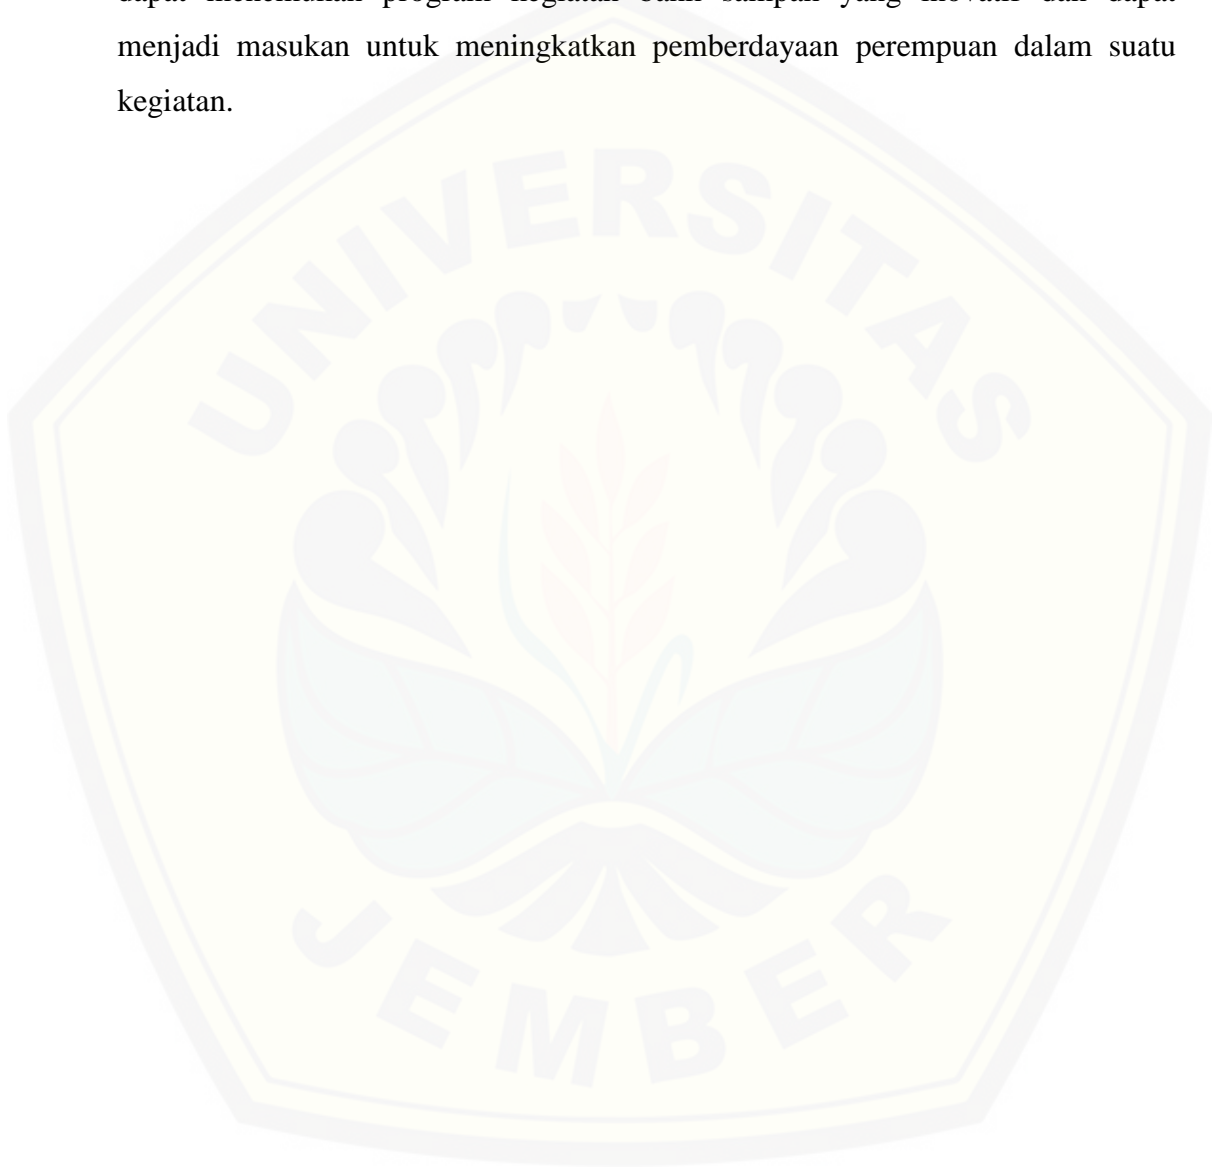 dapat menemukan program kegiatan bank sampah yang inovatif dan dapat
menjadi masukan untuk meningkatkan pemberdayaan perempuan dalam suatu
kegiatan.
UNIVERSITAS
JEMBER